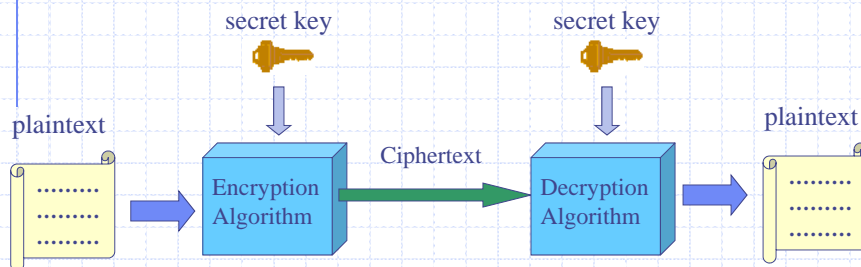 secret key
secret key
plaintext
plaintext
Ciphertext
Encryption
Algorithm
Decryption
Algorithm